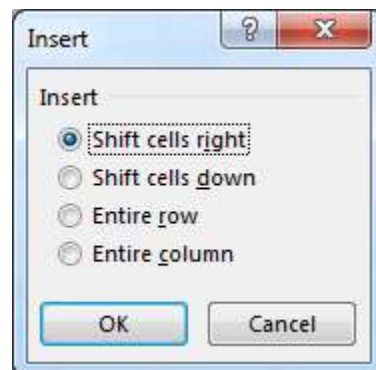 Insert
?
Insert
Shift cells right
Shift cells down
Entire row
Entire column
OK Cancel